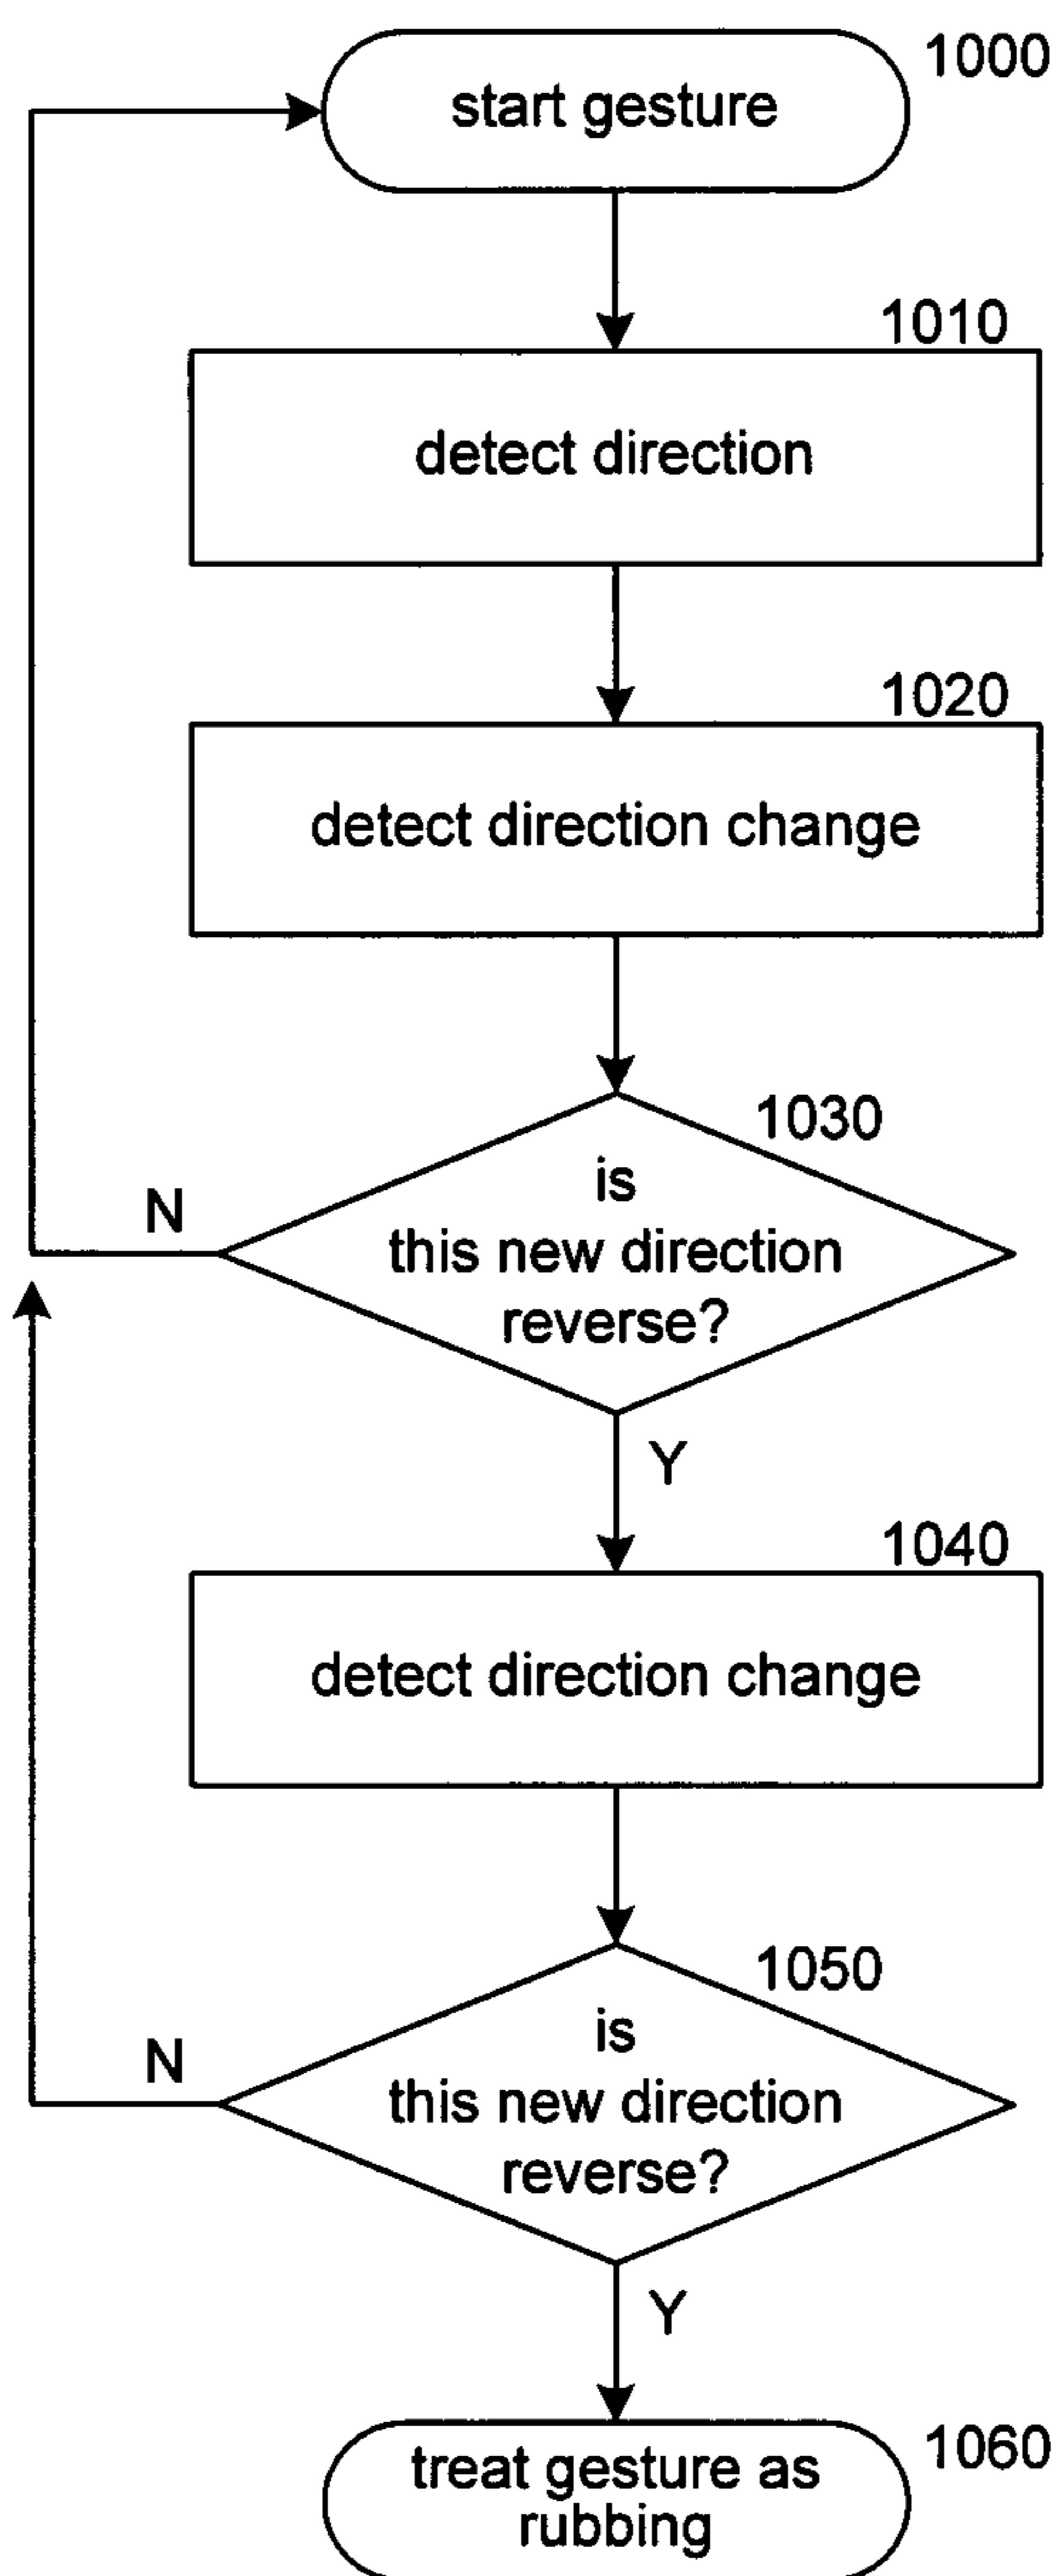 1000
start gesture
1010
detect direction
1020
detect direction change
1030
is
this new direction
reverse?
N
Y
1040
detect direction change
1050
is
this new direction
reverse?
N
Y
1060
treat gesture as
rubbing